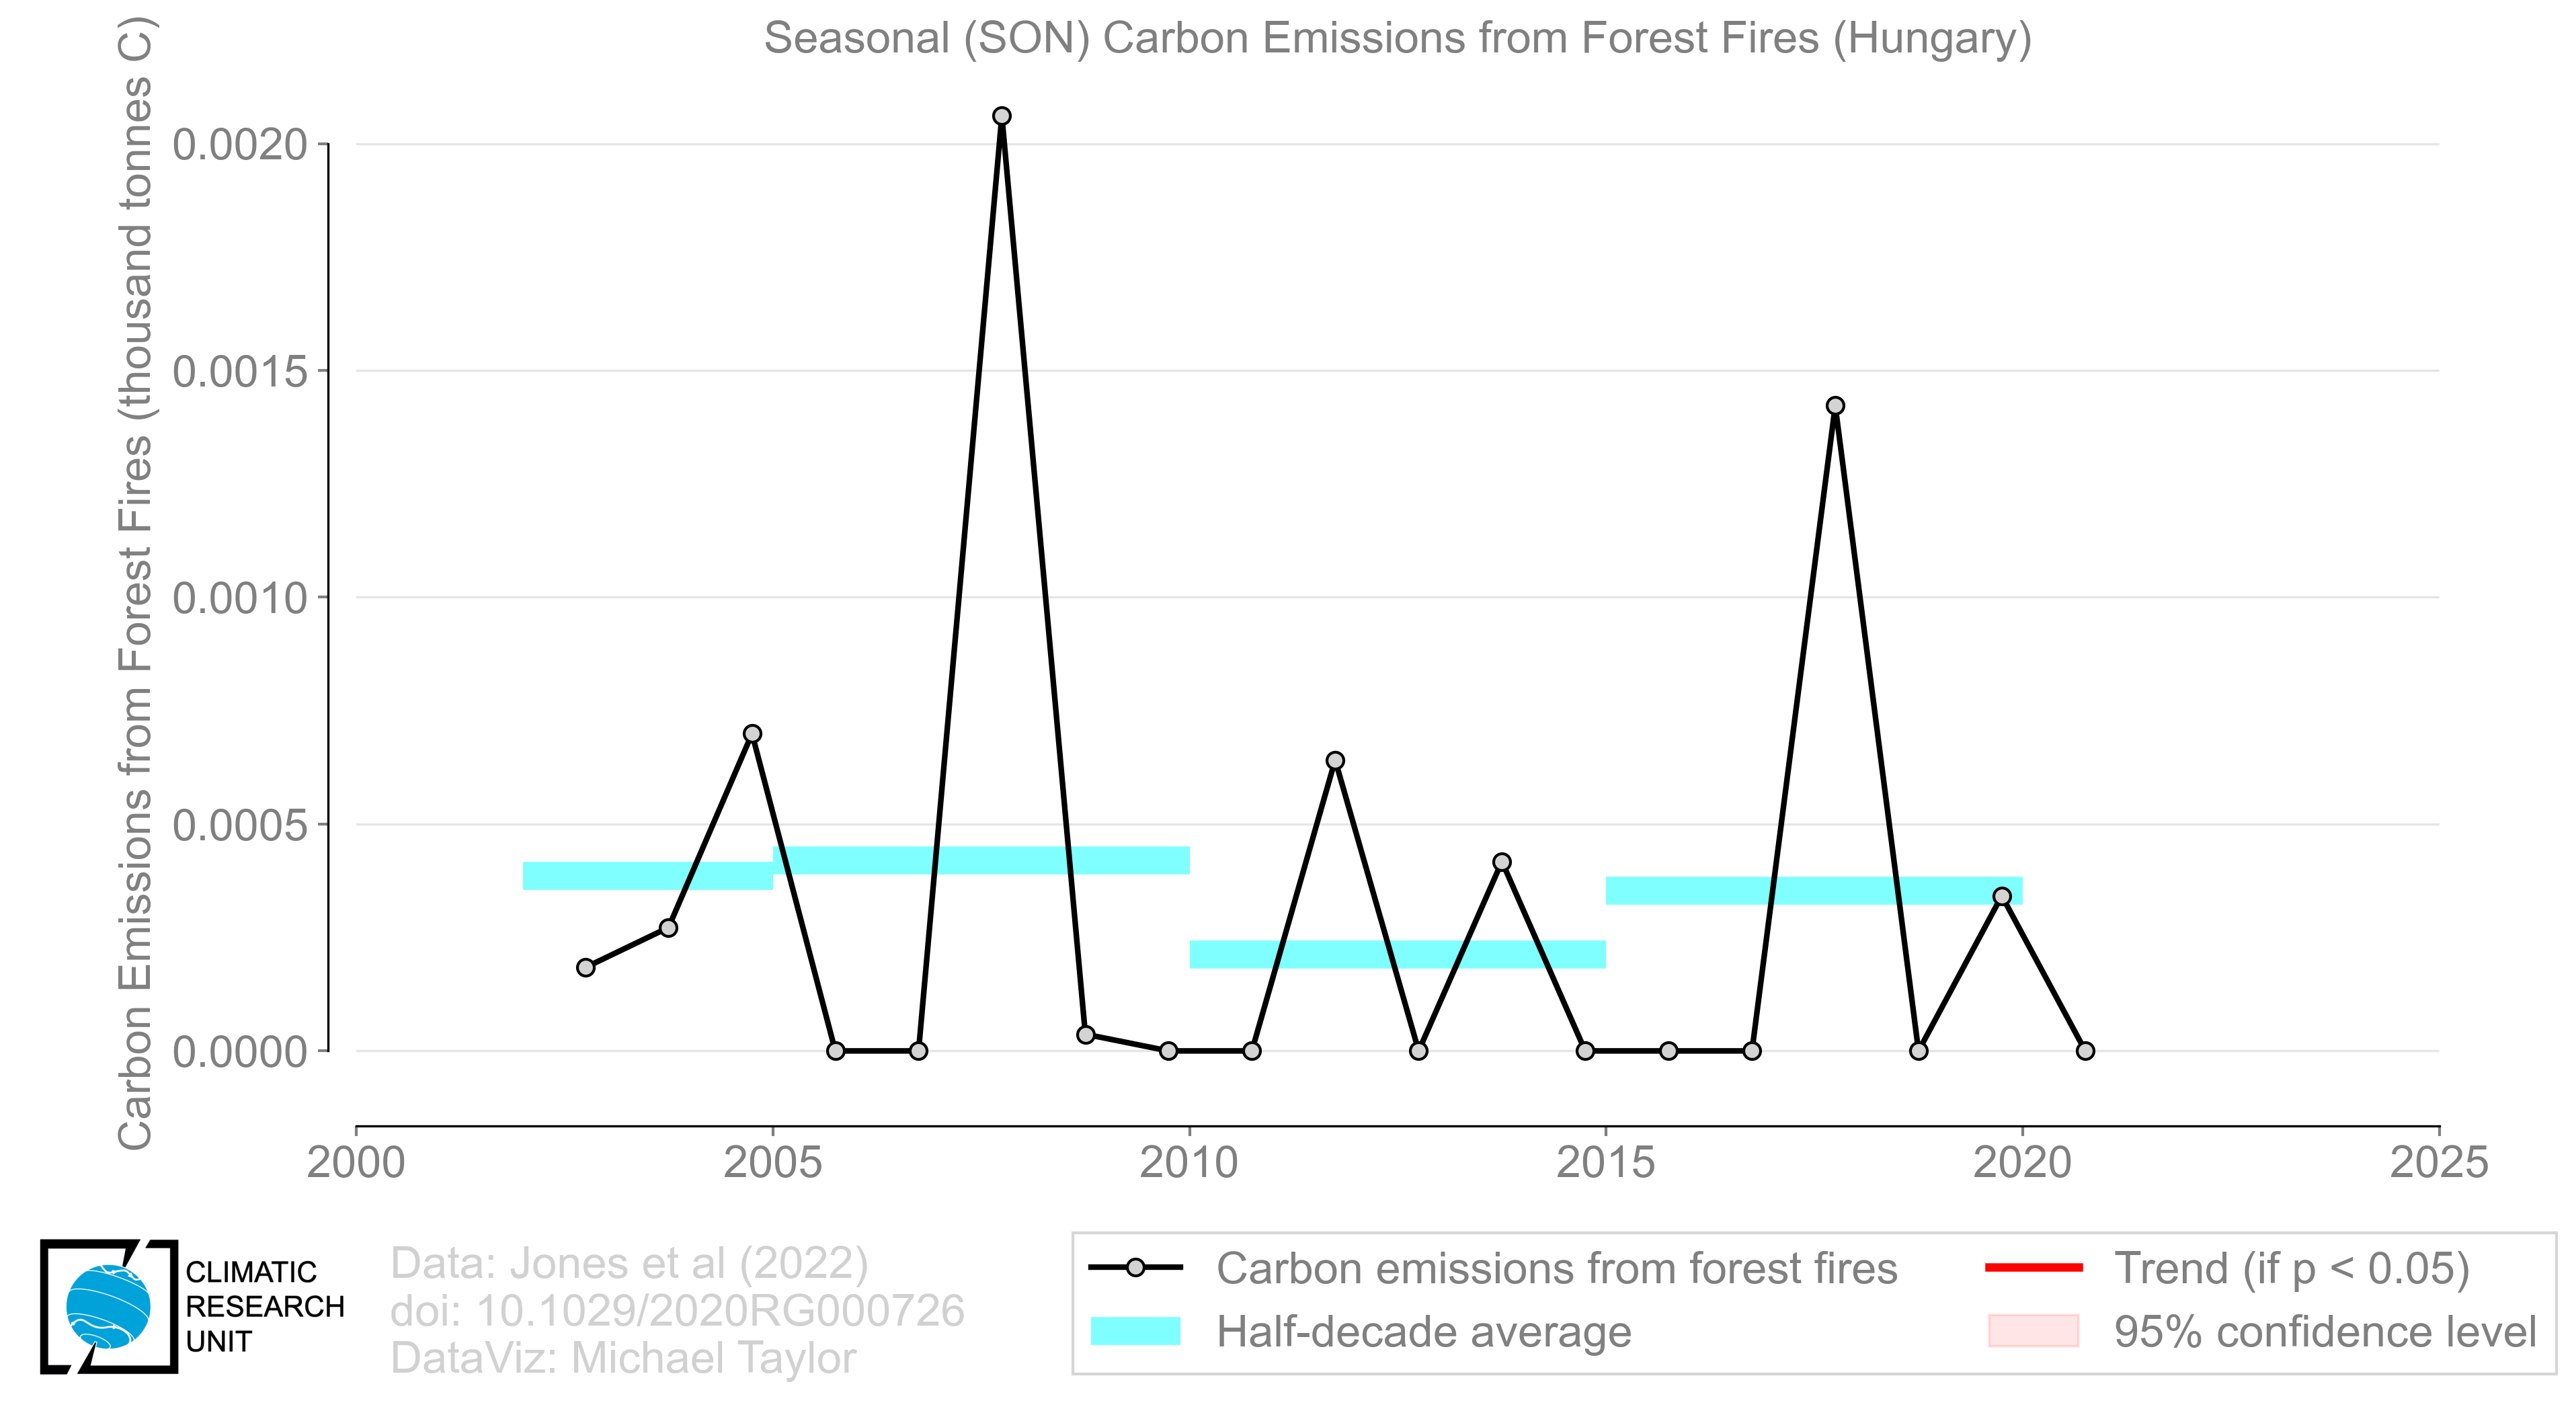 Seasonal (SON) Carbon Emissions from Forest Fires (Hungary)
Carbon Emissions from Forest Fires (thousand tonnes C)
0.0020
0.0015
0.0010
0.0005
0.0000
2000 2005 2010 2015 2020 2025
CLIMATIC
RESEARCH
UNIT
Data: Jones et al (2022)
doi: 10.1029/2020RG000726
DataViz: Michael Taylor
Carbon emissions from forest fires
Half-decade average
Trend (if p < 0.05)
95% confidence level